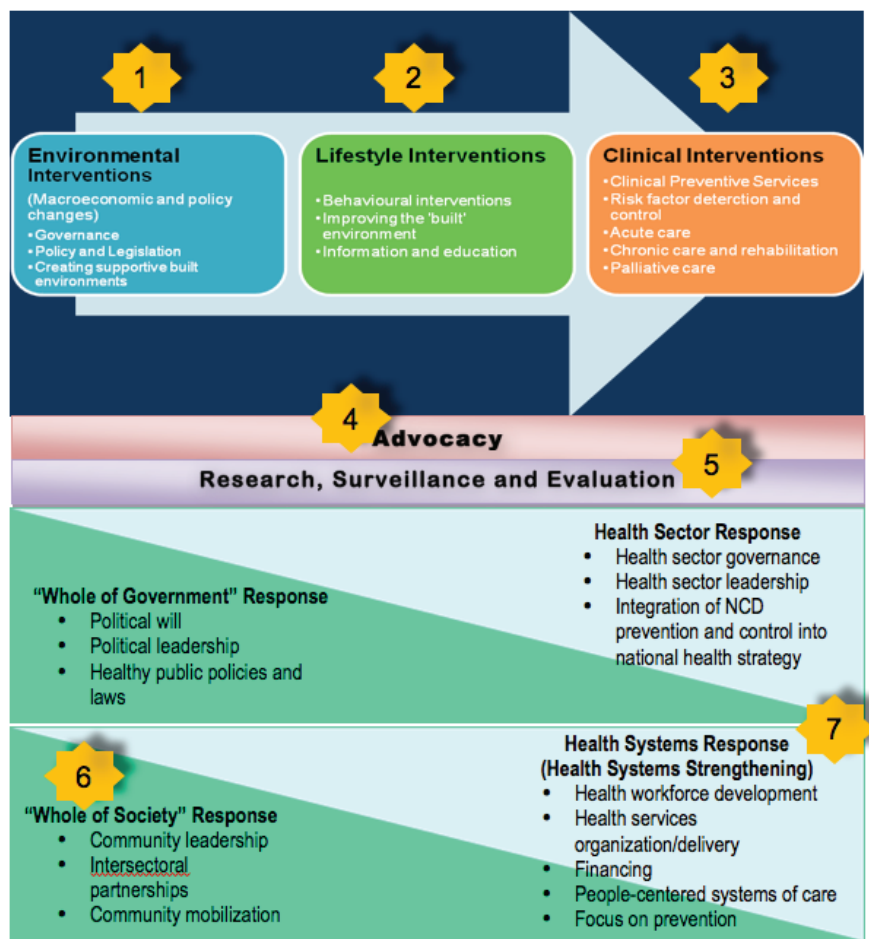 1
2
3
Environmental
Interventions
(Macroeconomic and policy
changes)
•Governance
•Policy and Legislation
•Creating supportive built
environments
Lifestyle Interventions
•Behavioural interventions
•Improving the 'built'
environment
•Information and education
Clinical Interventions
•Clinical Preventive Services
•Risk factor deterction and
control
•Acute care
•Chronic care and rehabilitation
•Palliative care
4
Advocacy
5
Research, Surveillance and Evaluation
“Whole of Government” Response
• Political will
• Political leadership
• Healthy public policies and
laws
Health Sector Response
• Health sector governance
• Health sector leadership
• Integration of NCD
prevention and control into
national health strategy
6
“Whole of Society” Response
• Community leadership
• Intersectoral
partnerships
• Community mobilization
7
Health Systems Response
(Health Systems Strengthening)
• Health workforce development
• Health services
organization/delivery
• Financing
• People-centered systems of care
• Focus on prevention